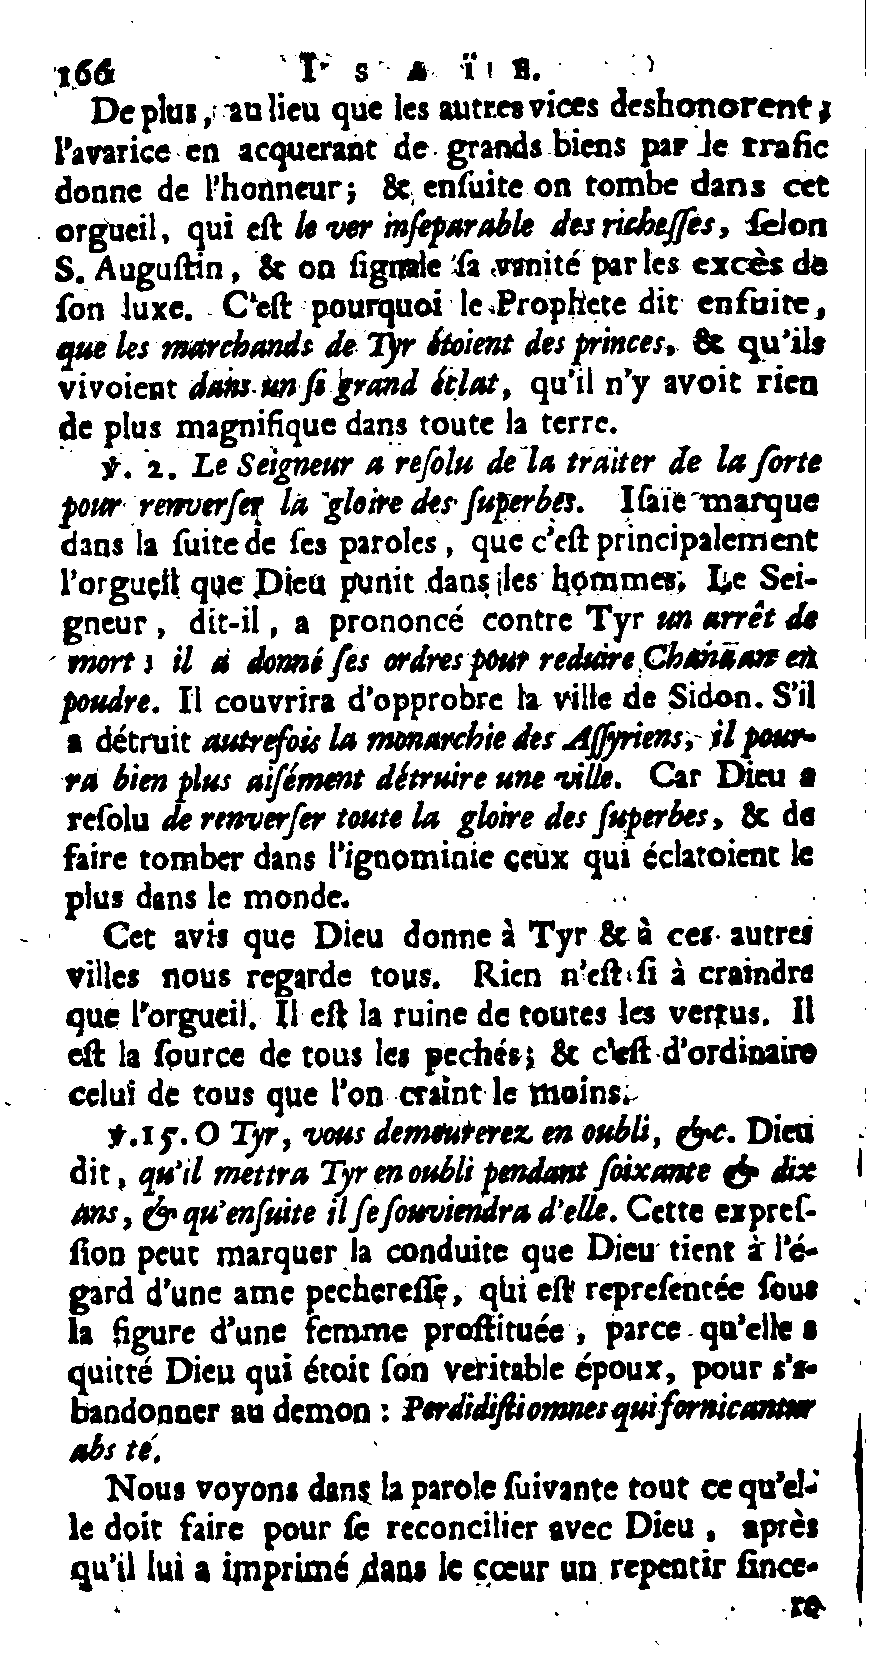 166 ISAÏE.
De plus, au lieu que les autres vices deshonorent,
l'avarice en acquerant de grands biens par le trafic
donne de l'honneur; & enſuite on tombe dans cet
orgueil, qui eſt le ver inſeparable des richeſſes, ſelon
S. Auguſtin, & on ſignale ſa vanité par les excès de
ſon luxe. C'eſt pourquoi le Prophete dit enſuite,
que les marchands de Tyr étoient des princes, & qu'ils
vivoient dans un ſi grand éclat, qu'il n'y avoit rien
de plus magnifique dans toute la terre.
℣. 2. Le Seigneur a reſolu de la traiter de la ſorte
pour renverſer la gloire des ſuperbes. Iſaïe marque
dans la ſuite de ſes paroles, que c'eſt principalement
l'orgueil que Dieu punit dans les hommes. Le Sei-
gneur, dit-il, a prononcé contre Tyr un arrêt de
mort; il a donné ſes ordres pour reduire Chanaan en
poudre. Il couvrira d'opprobre la ville de Sidon. S'il
a détruit autrefois la monarchie des Aſſyriens, il pour-
ra bien plus aiſément détruire une ville. Car Dieu a
reſolu de renverſer toute la gloire des ſuperbes, & de
faire tomber dans l'ignominie ceux qui éclatoient le
plus dans le monde.
Cet avis que Dieu donne à Tyr & à ces autres
villes nous regarde tous. Rien n'eſt ſi à craindre
que l'orgueil. Il eſt la ruine de toutes les vertus. Il
eſt la ſource de tous les pechés; & c'eſt d'ordinaire
celui de tous que l'on craint le moins.
℣. 15. O Tyr, vous demeurerez en oubli, &c. Dieu
dit, qu'il mettra Tyr en oubli pendant ſoixante & dix
ans, & qu'enſuite il ſe ſouviendra d'elle. Cette expreſ-
ſion peut marquer la conduite que Dieu tient à l'é-
gard d'une ame pechereſſe, qui eſt repreſentée ſous
la figure d'une femme proſtituée, parce qu'elle a
quitté Dieu qui étoit ſon veritable époux, pour s'a-
bandonner au demon: Perdidiſti omnes qui fornicantur
abs te.
Nous voyons dans la parole ſuivante tout ce qu'el-
le doit faire pour ſe reconcilier avec Dieu, après
qu'il lui a imprimé dans le cœur un repentir ſince-
re